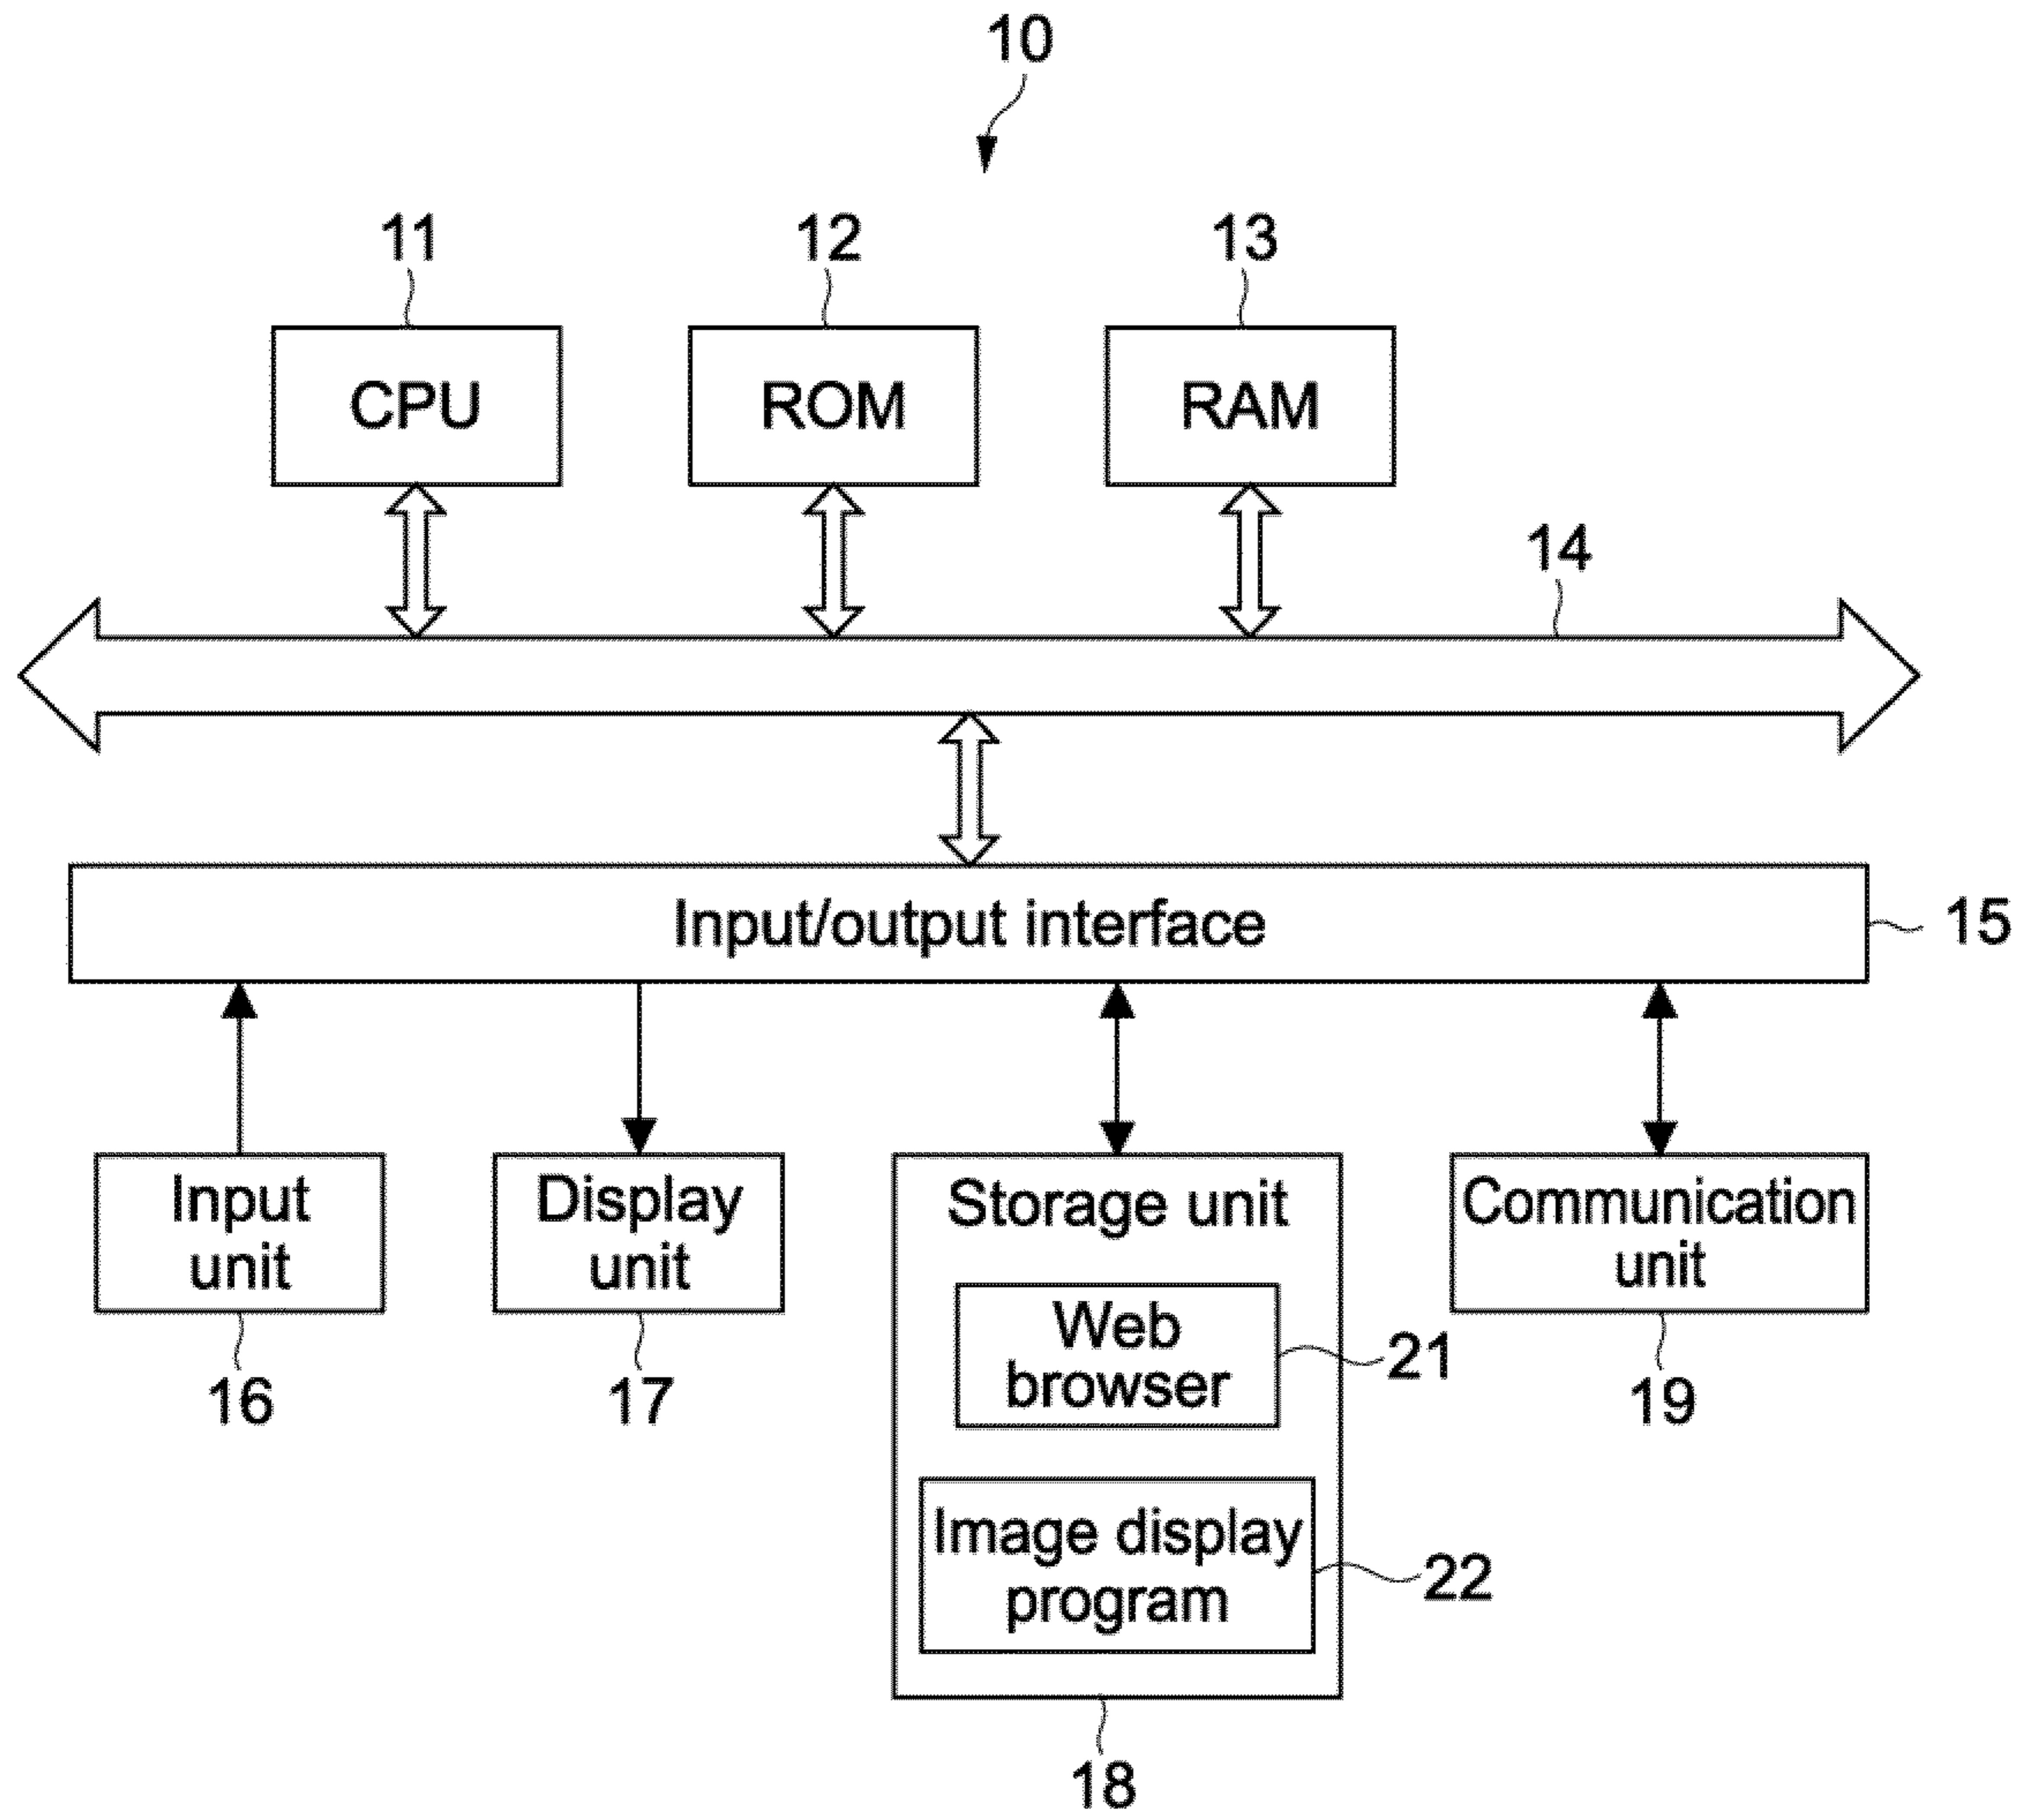 10
11
12
13
CPU
ROM
RAM
14
Input/output interface
15
Input
unit
Display
unit
Storage unit
Communication
unit
Web
browser
21
16
17
19
Image display
program
22
18